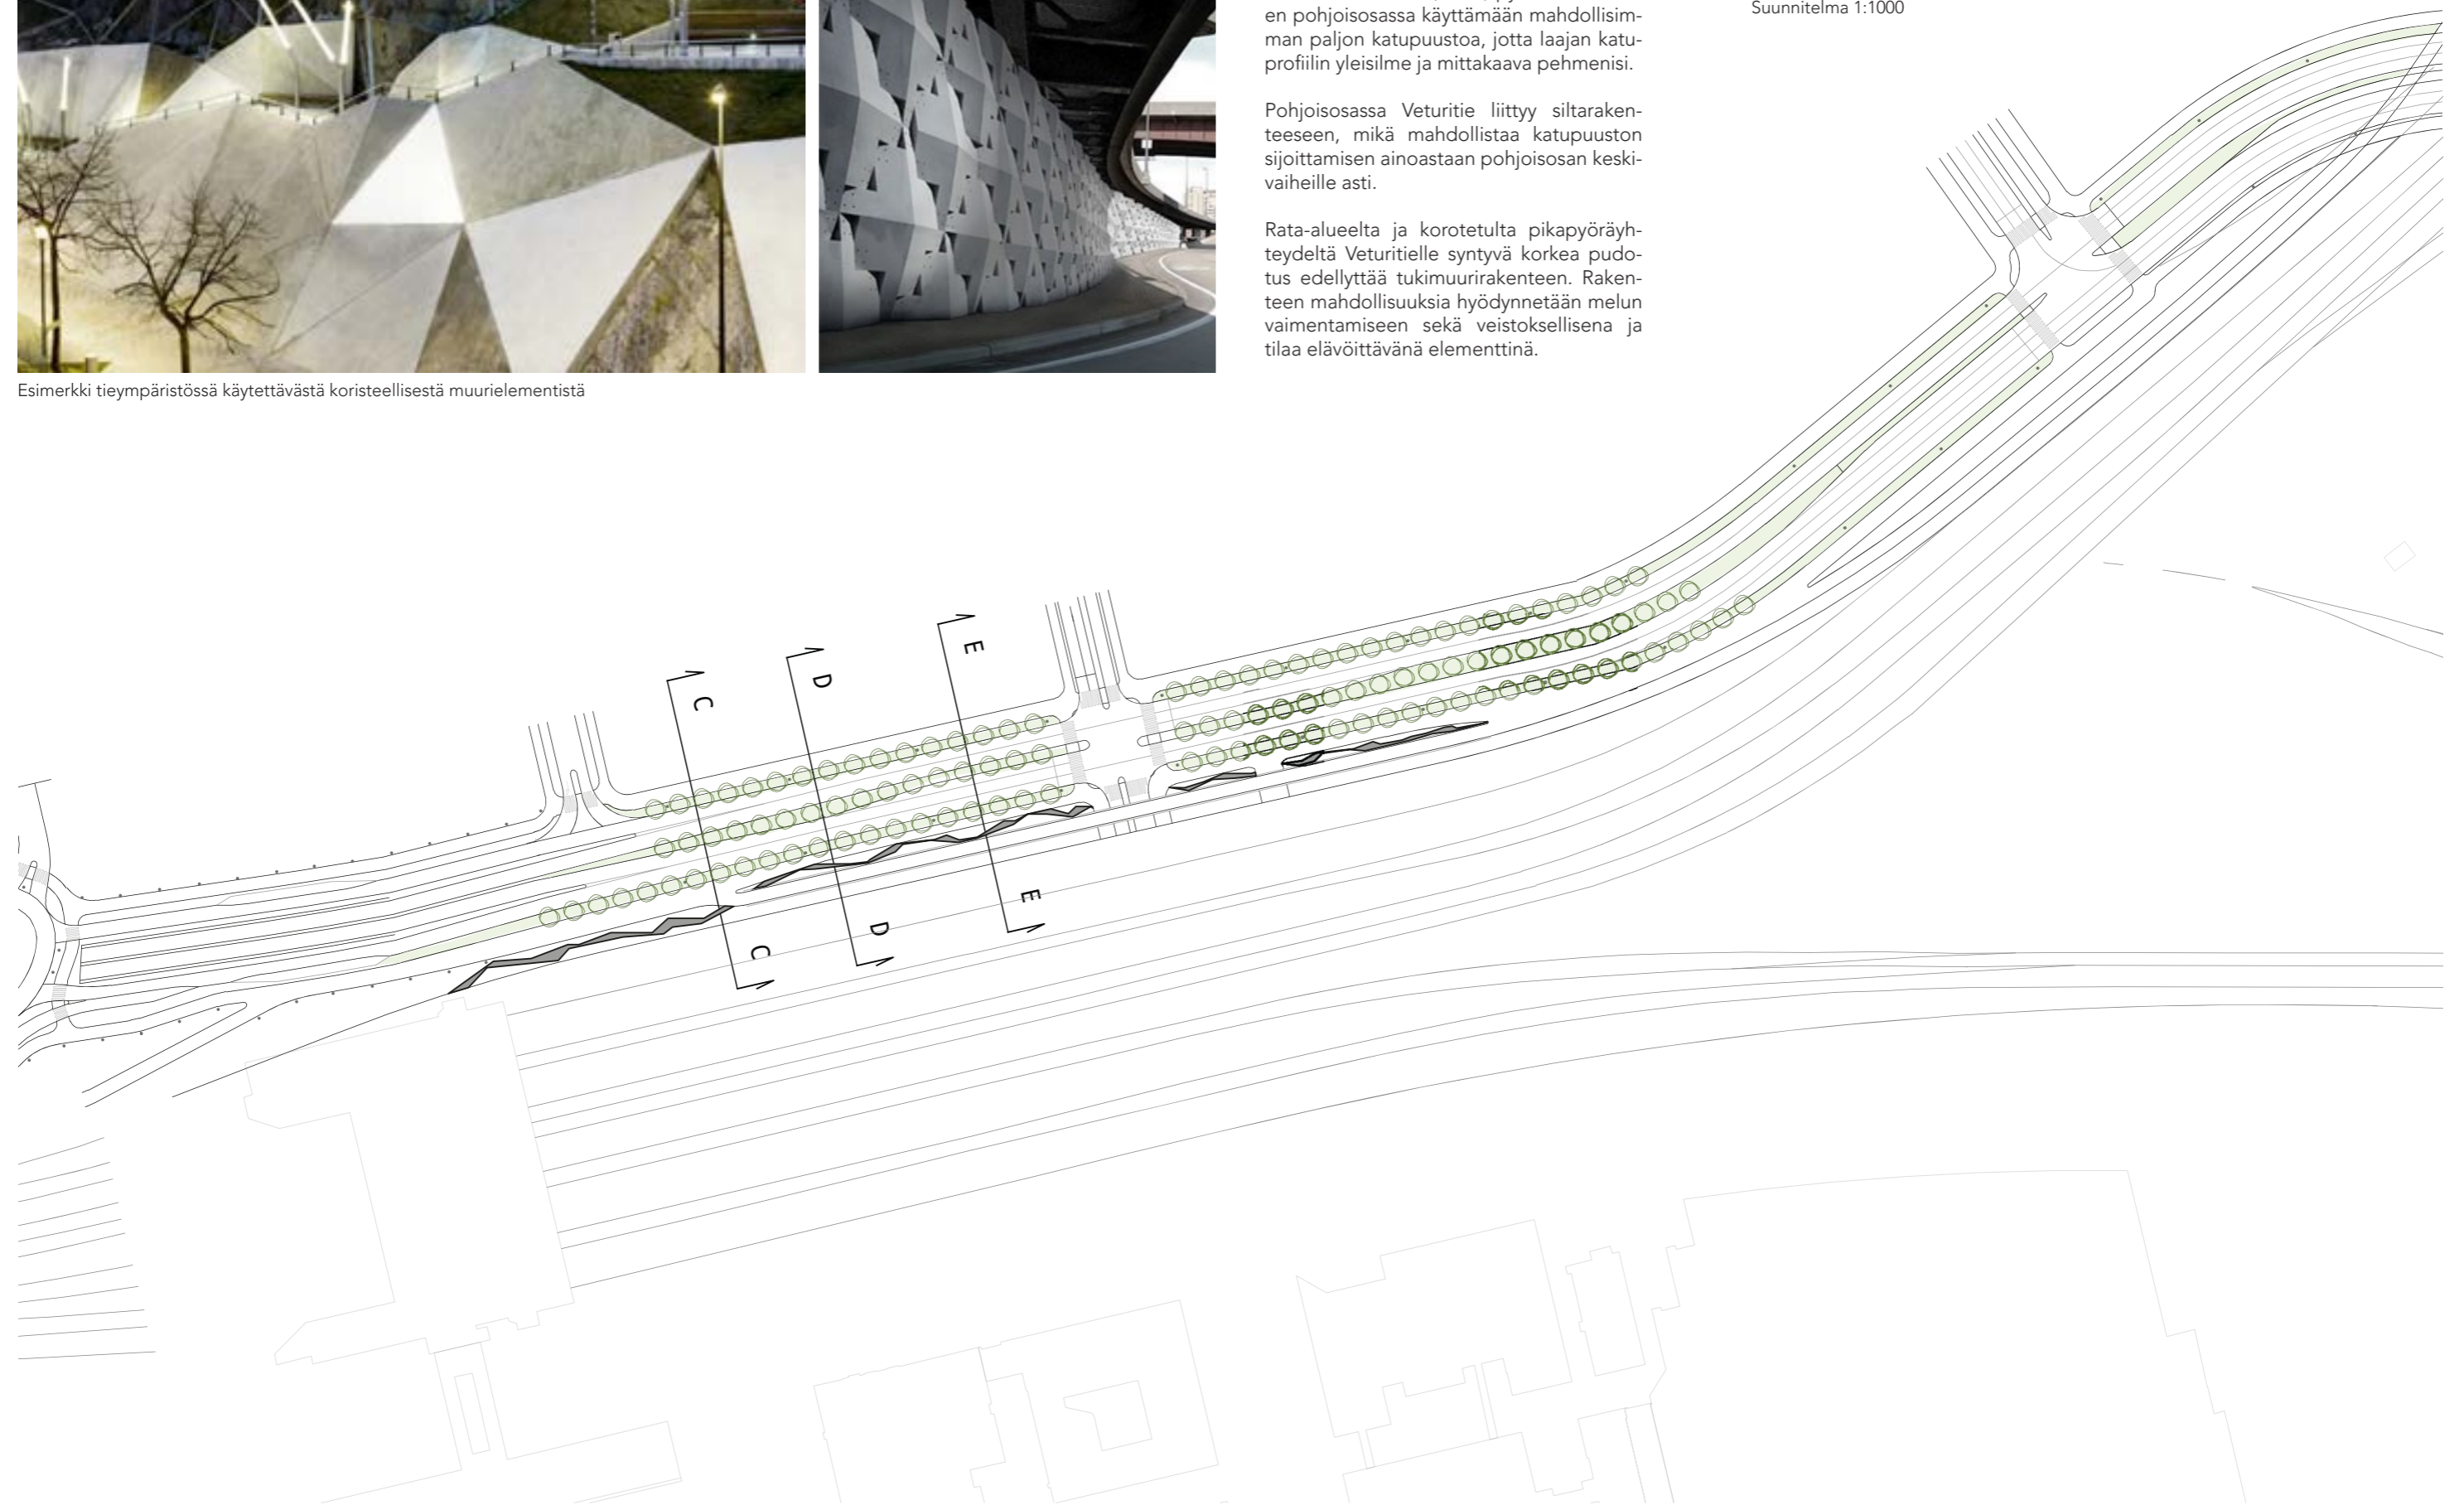 en pohjoisosassa käyttämään mahdollisim-
man paljon katupuustoa, jotta laajan katu-
profiilin yleisilme ja mittakaava pehmenisi.
Pohjoisosassa Veturitie liittyy siltaraken-
teeseen, mikä mahdollistaa katupuuston
sijoittamisen ainoastaan pohjoisosan keski-
vaiheille asti.
Rata-alueelta ja korotetulta pikapyöräyh-
teydeltä Veturitielle syntyvä korkea pudo-
tus edellyttää tukimuurirakenteen. Raken-
teen mahdollisuuksia hyödynnetään melun
vaimentamiseen sekä veistoksellisena ja
tilaa elävöittävänä elementtinä.
Suunnitelma 1:1000
Esimerkki tieympäristössä käytettävästä koristeellisestä muurielementistä
E
D
C
E
D
C